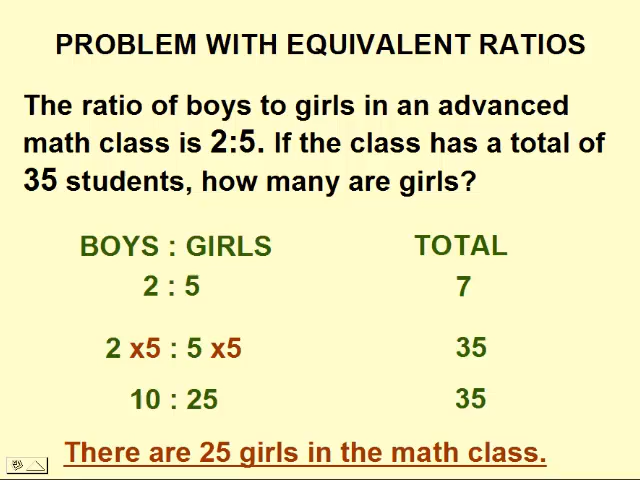 PROBLEM WITH EQUIVALENT RATIOS
The ratio of boys to girls in an advanced
math class is 2:5. If the class has a total of
35 students, how many are girls?
BOYS : GIRLS TOTAL
2 : 5 7
2 x5 : 5 x5 35
10 : 25 35
There are 25 girls in the math class.